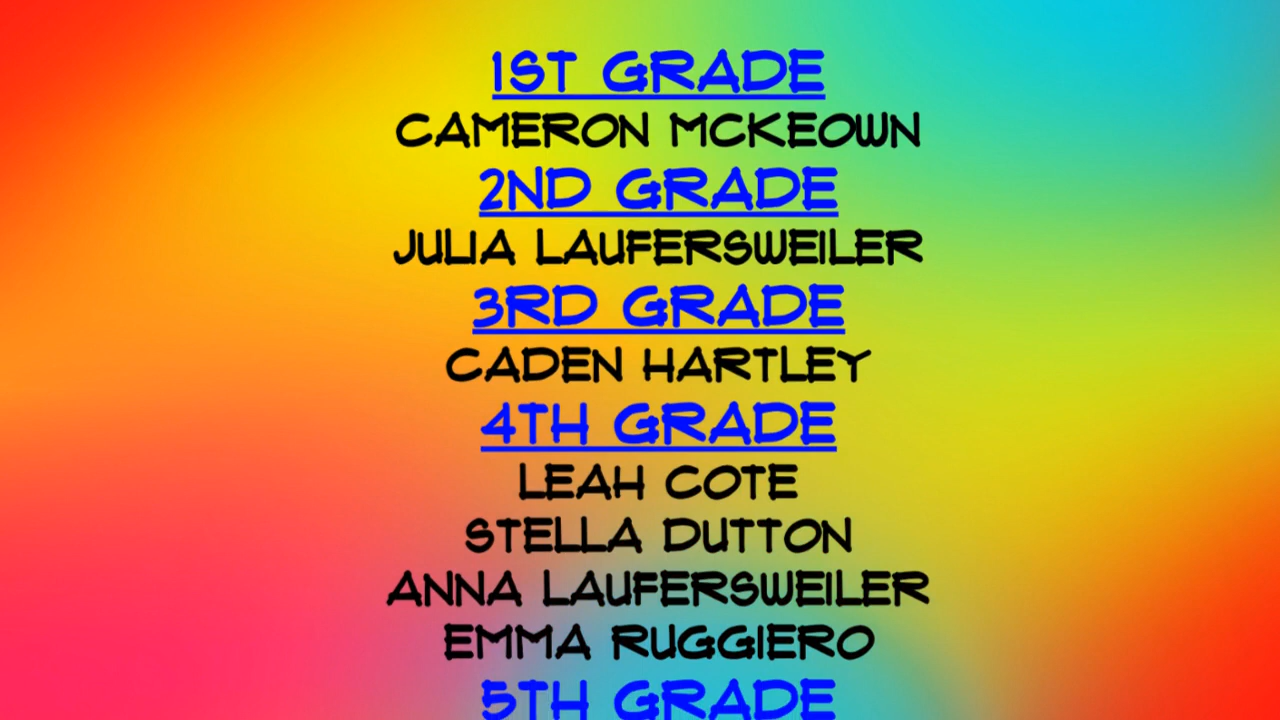 1ST GRADE
CAMERON MCKEOWN
2ND GRADE
JULIA LAUFERSWEILER
3RD GRADE
CADEN HARTLEY
4TH GRADE
LEAH COTE
STELLA DUTTON
ANNA LAUFERSWEILER
EMMA RUGGIERO
5TH GRADE